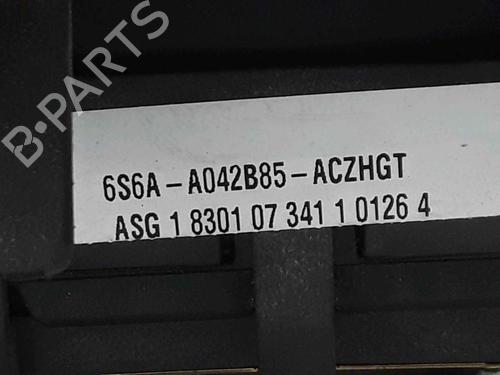 B-PARTS
6S6A-A042B85-ACZHGT
ASG 1 8301 07 341 1 0126 4